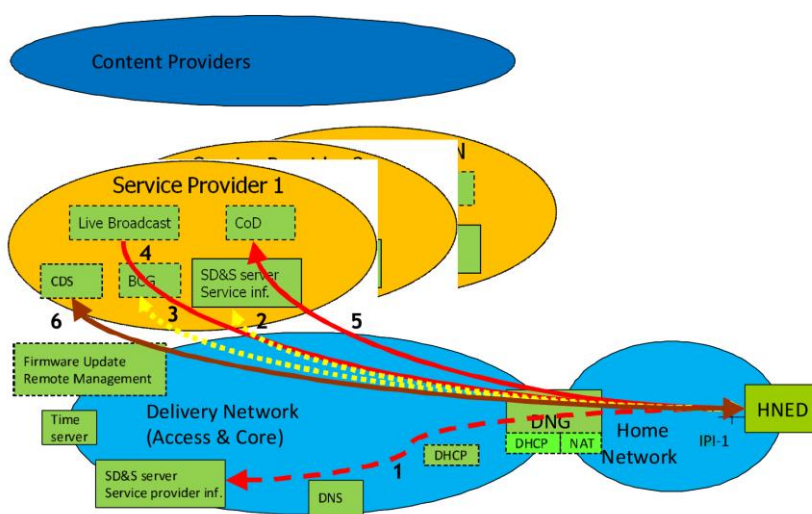 Content Providers
N
Service Provider 1
Live Broadcast
CoD
4
CDS
BCG
SD&S server
Service inf.
6
3
2
5
Firmware Update
Remote Management
Time
server
Delivery Network
(Access & Core)
DNG
DHCP
NAT
Home
Network
IPI-1
HNED
DHCP
1
SD&S server
Service provider inf.
DNS